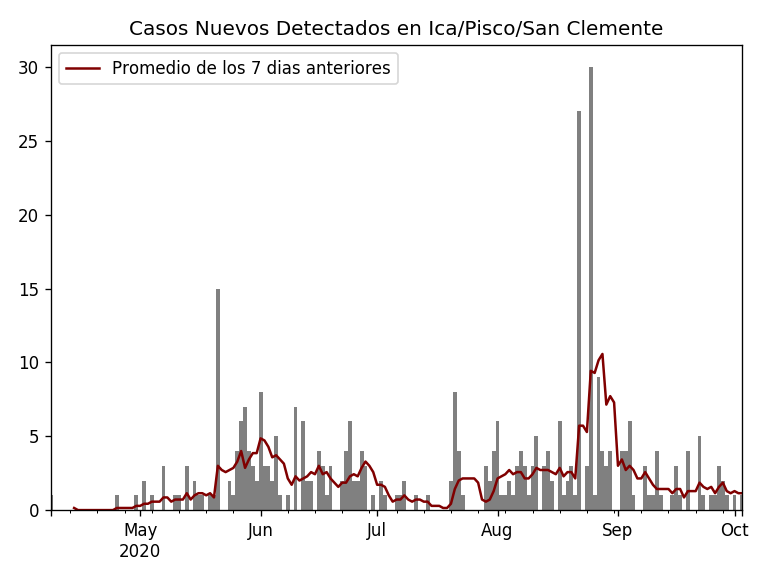 Casos Nuevos Detectados en Ica/Pisco/San Clemente
Promedio de los 7 dias anteriores
30
25
20
15
10
5
0
May Jun Jul Aug Sep Oct
2020